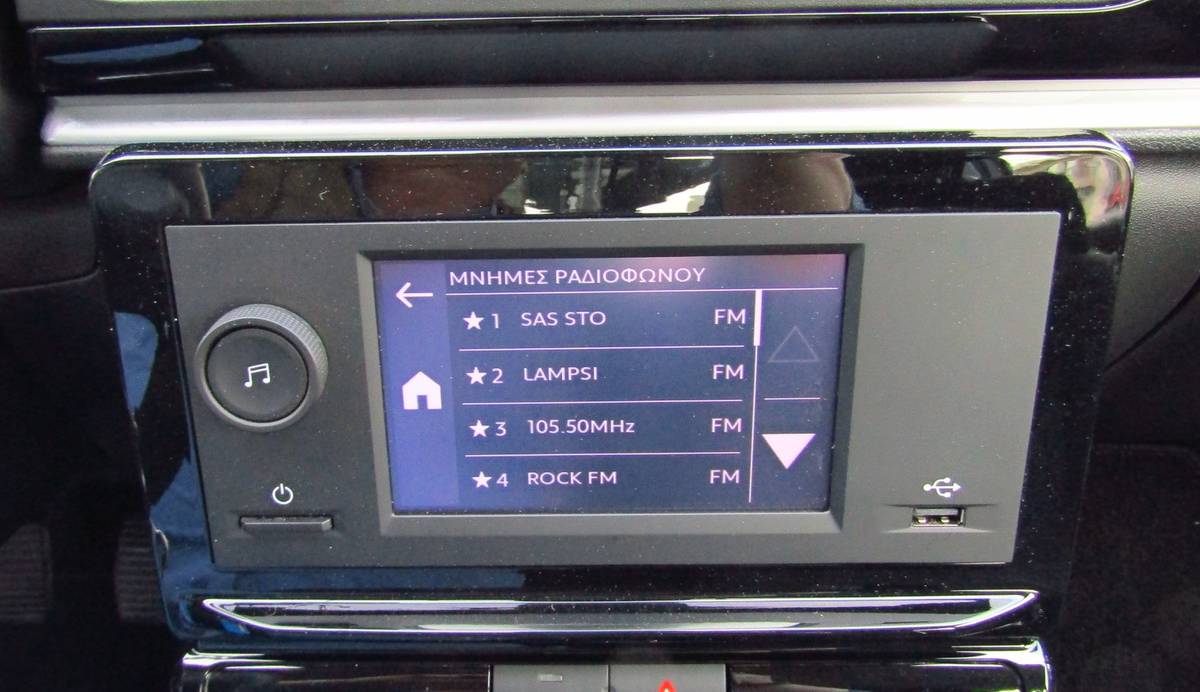 ΜΝΗΜΕΣ ΡΑΔΙΟΦΩΝΟΥ
1 SAS STO FM
2 LAMPSI FM
3 105.50MHz FM
4 ROCK FM FM